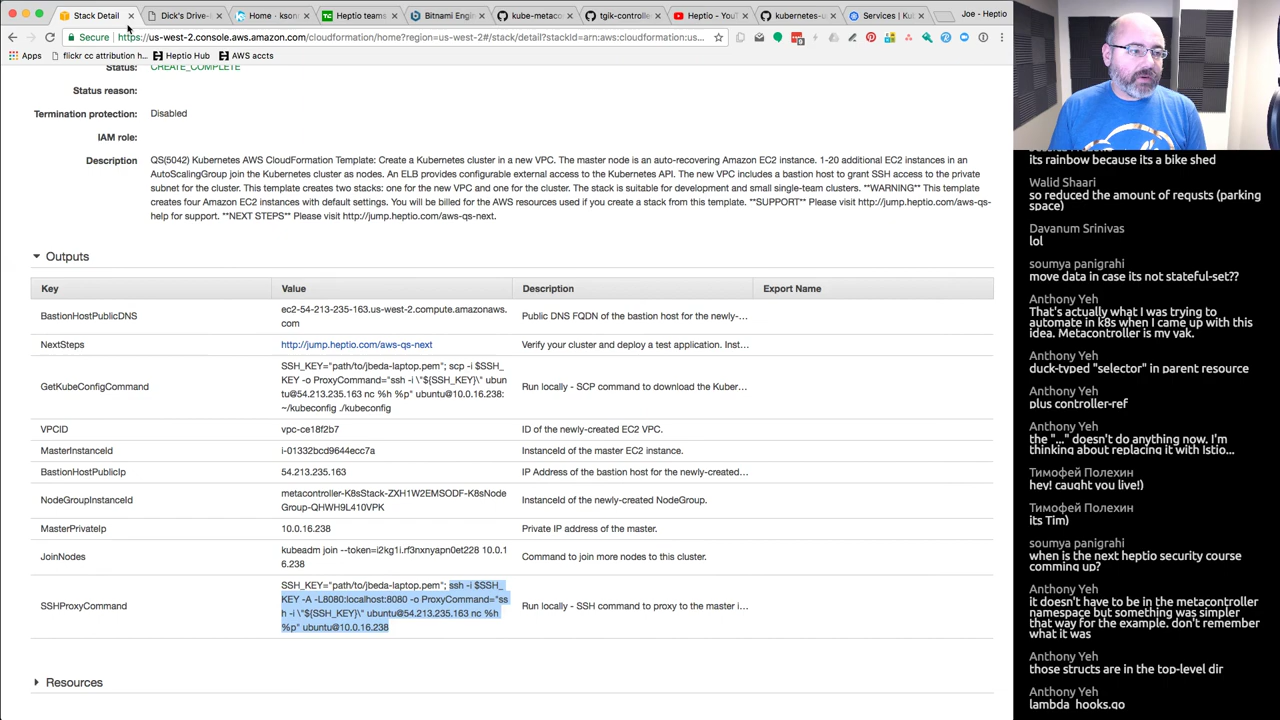 Stack Detail
Dick's Drive-
Home · kson
Heptio teams
Bitnami Engin
kube-metaco
tgik-controlle
Heptio - YouT
kubernetes-u
Services | Ku
Joe - Heptio
Secure
https://us-west-2.console.aws.amazon.com/cloudformation/home?region=us-west-2#/stack/detail?stackId=arn:aws:cloudformation:us...
Apps
flickr cc attribution h...
Heptio Hub
AWS accts
Status: CREATE_COMPLETE
Status reason:
Termination protection: Disabled
IAM role:
Description QS(5042) Kubernetes AWS CloudFormation Template: Create a Kubernetes cluster in a new VPC. The master node is an auto-recovering Amazon EC2 instance. 1-20 additional EC2 instances in an
AutoScalingGroup join the Kubernetes cluster as nodes. An ELB provides configurable external access to the Kubernetes API. The new VPC includes a bastion host to grant SSH access to the private
subnet for the cluster. This template creates two stacks: one for the new VPC and one for the cluster. The stack is suitable for development and small single-team clusters. **WARNING** This template
creates four Amazon EC2 instances with default settings. You will be billed for the AWS resources used if you create a stack from this template. **SUPPORT** Please visit http://jump.heptio.com/aws-qs-
help for support. **NEXT STEPS** Please visit http://jump.heptio.com/aws-qs-next.
Outputs
Key Value Description Export Name
BastionHostPublicDNS
ec2-54-213-235-163.us-west-2.compute.amazonaws.
com
Public DNS FQDN of the bastion host for the newly-...
NextSteps
http://jump.heptio.com/aws-qs-next
Verify your cluster and deploy a test application. Inst...
GetKubeConfigCommand
SSH_KEY="path/to/jbeda-laptop.pem"; scp -i $SSH_
KEY -o ProxyCommand="ssh -i \"${SSH_KEY}\" ubun
tu@54.213.235.163 nc %h %p" ubuntu@10.0.16.238:
~/kubeconfig ./kubeconfig
Run locally - SCP command to download the Kuber...
VPCID
vpc-ce18f2b7
ID of the newly-created EC2 VPC.
MasterInstanceId
i-01332bcd9644ecc7a
InstanceId of the master EC2 instance.
BastionHostPublicIp
54.213.235.163
IP Address of the bastion host for the newly-created...
NodeGroupInstanceId
metacontroller-K8sStack-ZXH1W2EMSODF-K8sNode
Group-QHWH9L410VPK
InstanceId of the newly-created NodeGroup.
MasterPrivateIp
10.0.16.238
Private IP address of the master.
JoinNodes
kubeadm join --token=i2kg1i.rf3nxnyapn0et228 10.0.1
6.238
Command to join more nodes to this cluster.
SSHProxyCommand
SSH_KEY="path/to/jbeda-laptop.pem"; ssh -i $SSH_
KEY -A -L8080:localhost:8080 -o ProxyCommand="ss
h -i \"${SSH_KEY}\" ubuntu@54.213.235.163 nc %h
%p" ubuntu@10.0.16.238
Run locally - SSH command to proxy to the master i...
Resources
its rainbow because its a bike shed
Walid Shaari
so reduced the amount of requsts (parking
space)
Davanum Srinivas
lol
soumya panigrahi
move data in case its not stateful-set??
Anthony Yeh
That's actually what I was trying to
automate in k8s when I came up with this
idea. Metacontroller is my yak.
Anthony Yeh
duck-typed "selector" in parent resource
Anthony Yeh
plus controller-ref
Anthony Yeh
the "..." doesn't do anything now. I'm
thinking about replacing it with Istio...
Тимофей Полехин
hey! caught you live!)
Тимофей Полехин
its Tim)
soumya panigrahi
when is the next heptio security course
comming up?
Anthony Yeh
it doesn't have to be in the metacontroller
namespace but something was simpler
that way for the example. don't remember
what it was
Anthony Yeh
those structs are in the top-level dir
Anthony Yeh
lambda_hooks.go